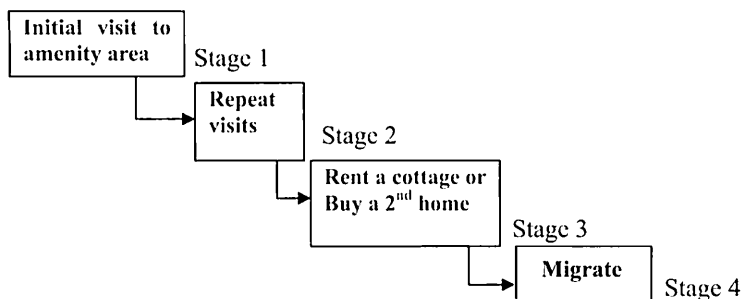 Initial visit to
amenity area
Stage 1
Repeat
visits
Stage 2
Rent a cottage or
Buy a 2nd home
Stage 3
Migrate
Stage 4